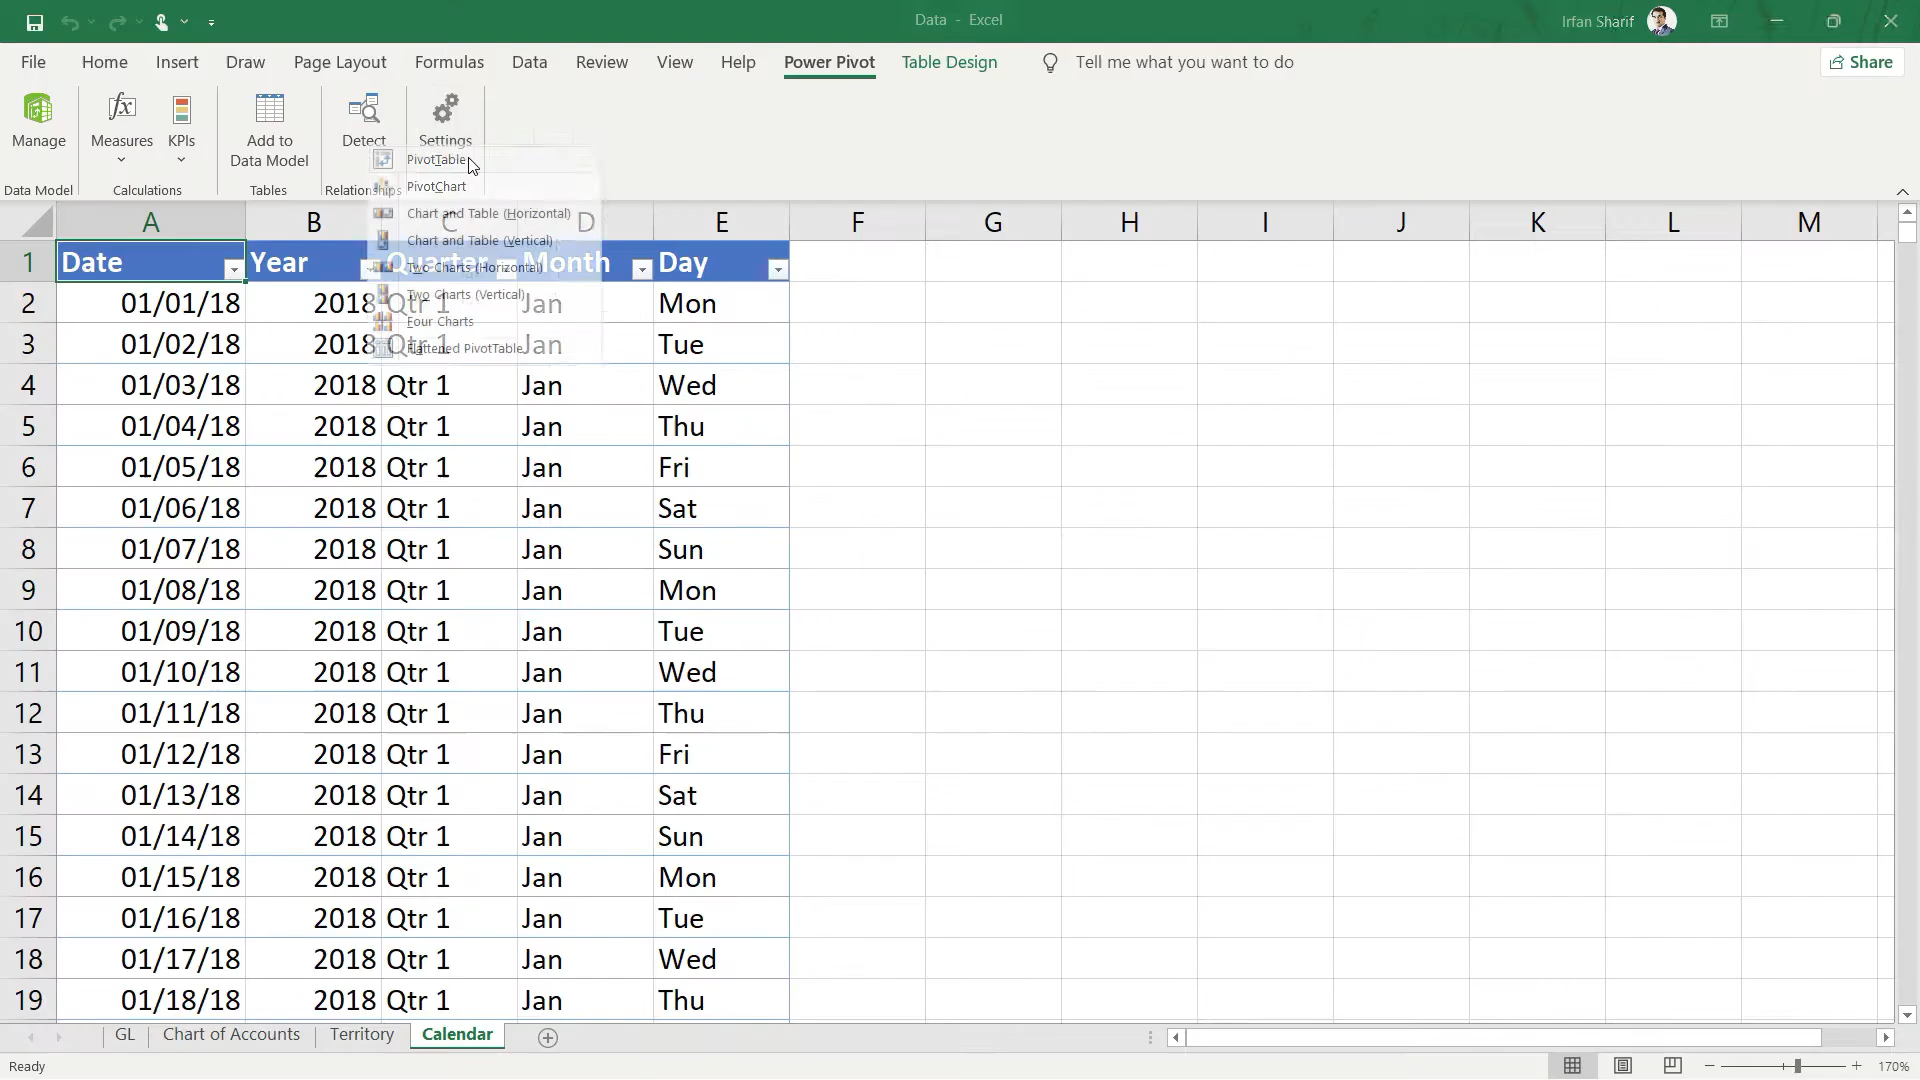 Data - Excel
Irfan Sharif
File Home Insert Draw Page Layout Formulas Data Review View Help Power Pivot Table Design Tell me what you want to do Share
Manage
Measures
KPIs
Add to
Data Model
Detect
Settings
Data Model
Calculations
Tables
Relationships
PivotTable
PivotChart
Chart and Table (Horizontal)
Chart and Table (Vertical)
Two Charts (Horizontal)
Two Charts (Vertical)
Four Charts
Flattened PivotTable
A B C D E F G H I J K L M
1 Date Year Quarter Month Day
2 01/01/18 2018 Qtr 1 Jan Mon
3 01/02/18 2018 Qtr 1 Jan Tue
4 01/03/18 2018 Qtr 1 Jan Wed
5 01/04/18 2018 Qtr 1 Jan Thu
6 01/05/18 2018 Qtr 1 Jan Fri
7 01/06/18 2018 Qtr 1 Jan Sat
8 01/07/18 2018 Qtr 1 Jan Sun
9 01/08/18 2018 Qtr 1 Jan Mon
10 01/09/18 2018 Qtr 1 Jan Tue
11 01/10/18 2018 Qtr 1 Jan Wed
12 01/11/18 2018 Qtr 1 Jan Thu
13 01/12/18 2018 Qtr 1 Jan Fri
14 01/13/18 2018 Qtr 1 Jan Sat
15 01/14/18 2018 Qtr 1 Jan Sun
16 01/15/18 2018 Qtr 1 Jan Mon
17 01/16/18 2018 Qtr 1 Jan Tue
18 01/17/18 2018 Qtr 1 Jan Wed
19 01/18/18 2018 Qtr 1 Jan Thu
GL Chart of Accounts Territory Calendar
Ready
170%